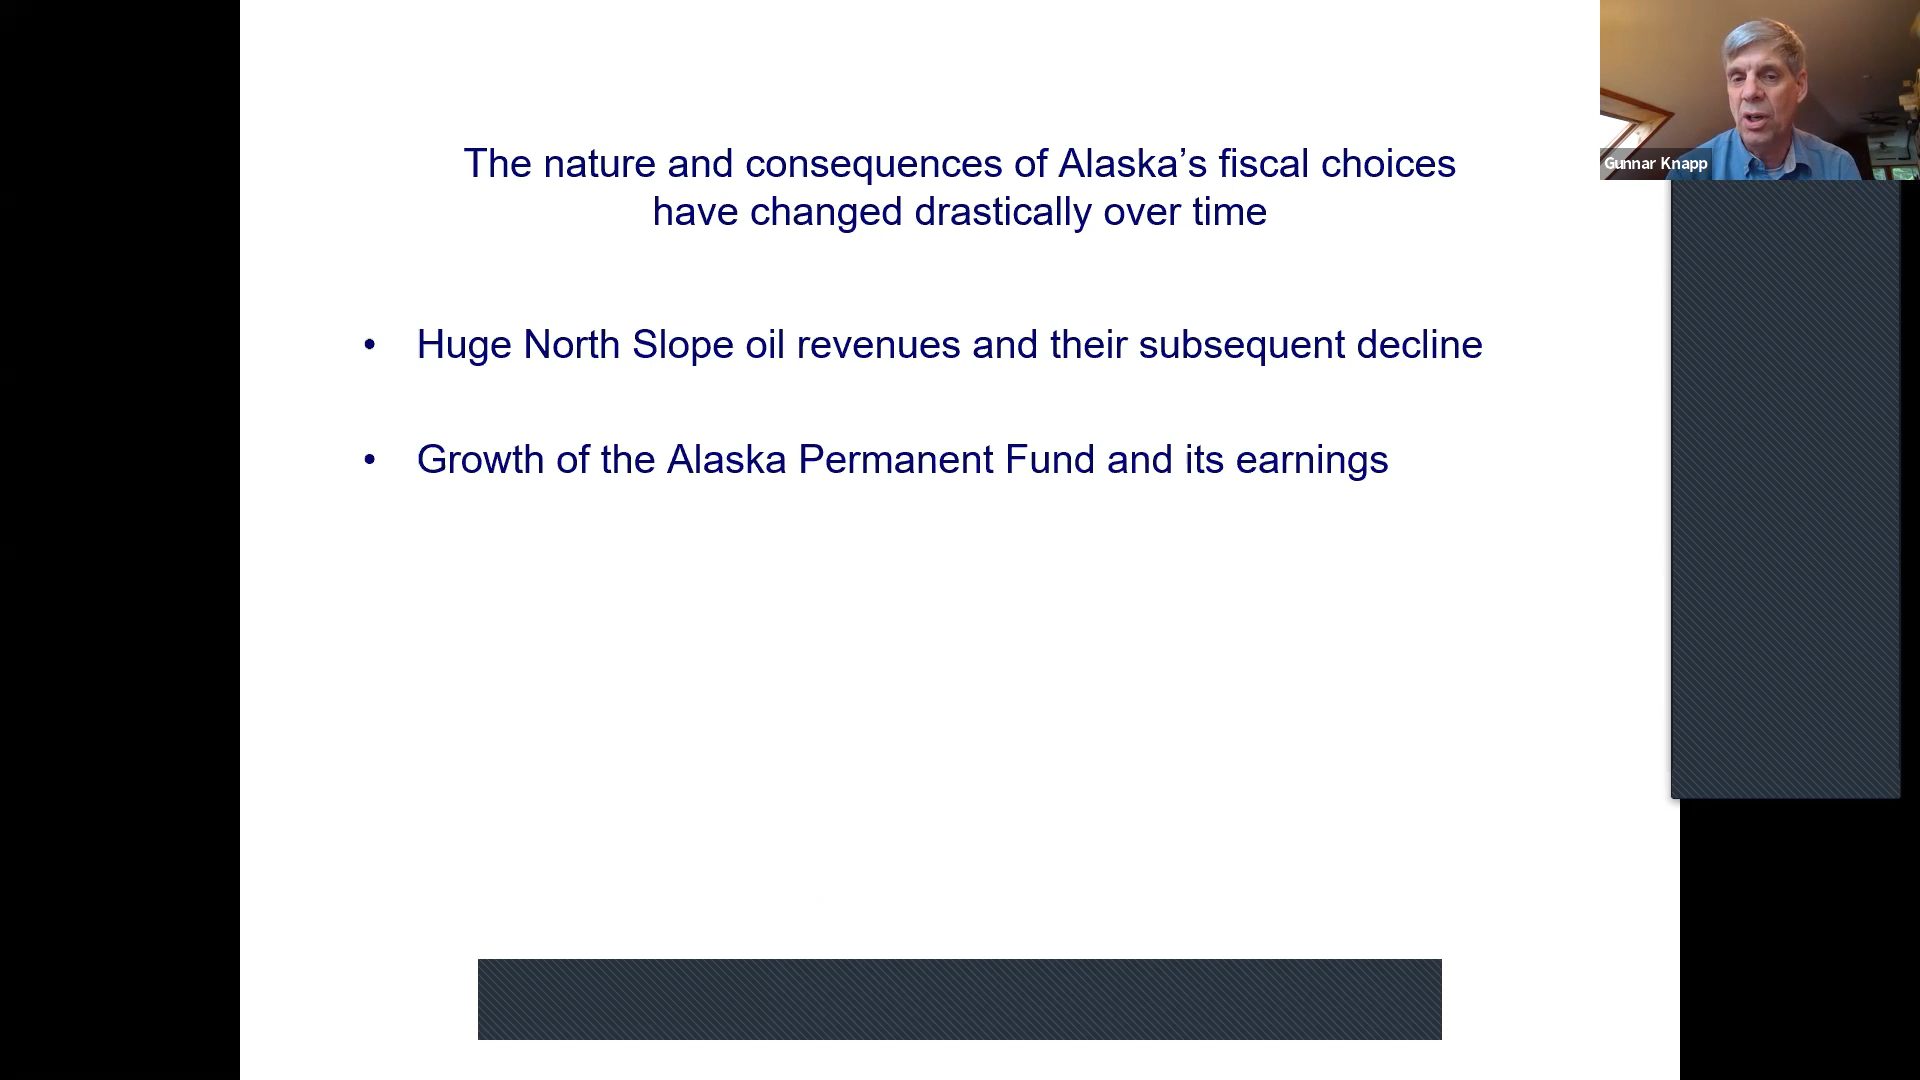 The nature and consequences of Alaska’s fiscal choices
have changed drastically over time
• Huge North Slope oil revenues and their subsequent decline
• Growth of the Alaska Permanent Fund and its earnings
Gunnar Knapp